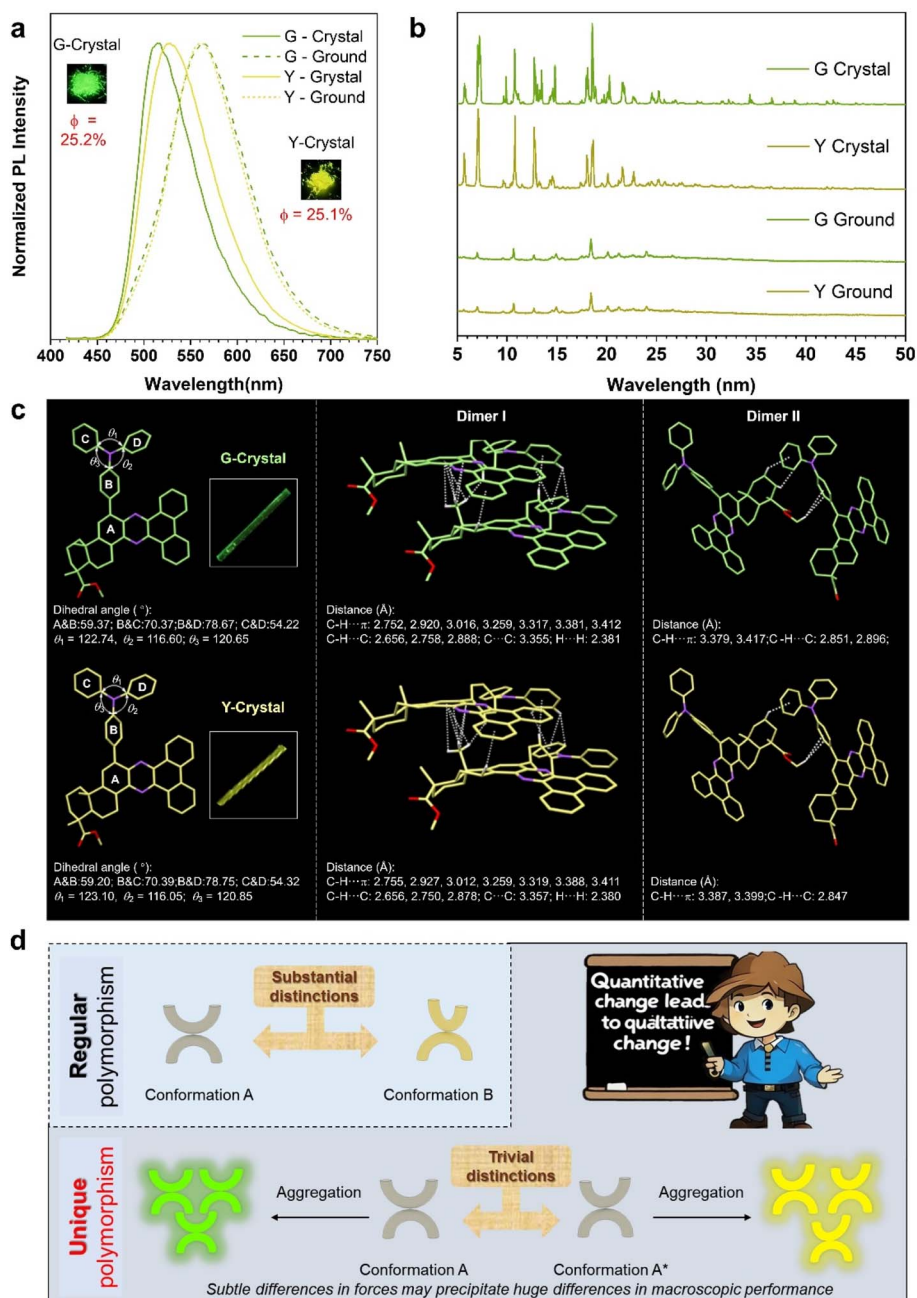 a
G-Crystal
ϕ =
25.2%
G - Crystal
G - Ground
Y - Grystal
Y - Ground
Y-Crystal
ϕ = 25.1%
Normalized PL Intensity
400 450 500 550 600 650 700 750
Wavelength(nm)
b
G Crystal
Y Crystal
G Ground
Y Ground
5 10 15 20 25 30 35 40 45 50
Wavelength (nm)
c
C θ1 D
θ3 θ2
B
A
G-Crystal
Dihedral angle ( °):
A&B:59.37; B&C:70.37;B&D:78.67; C&D:54.22
θ1 = 122.74, θ2 = 116.60; θ3 = 120.65
Dimer I
Distance (Å):
C-H···π: 2.752, 2.920, 3.016, 3.259, 3.317, 3.381, 3.412
C-H···C: 2.656, 2.758, 2.888; C···C: 3.355; H···H: 2.381
Dimer II
Distance (Å):
C-H···π: 3.379, 3.417;C -H···C: 2.851, 2.896;
C θ1 D
θ3 θ2
B
A
Y-Crystal
Dihedral angle ( °):
A&B:59.20; B&C:70.39;B&D:78.75; C&D:54.32
θ1 = 123.10, θ2 = 116.05; θ3 = 120.85
Distance (Å):
C-H···π: 2.755, 2.927, 3.012, 3.259, 3.319, 3.388, 3.411
C-H···C: 2.656, 2.750, 2.878; C···C: 3.357; H···H: 2.380
Distance (Å):
C-H···π: 3.387, 3.399;C -H···C: 2.847
d
Regular
polymorphism
Substantial
distinctions
Conformation A
Conformation B
Quantitative
change leads
to qualtatiive
change!
Unique
polymorphism
Aggregation
Trivial
distinctions
Aggregation
Conformation A
Conformation A*
Subtle differences in forces may precipitate huge differences in macroscopic performance